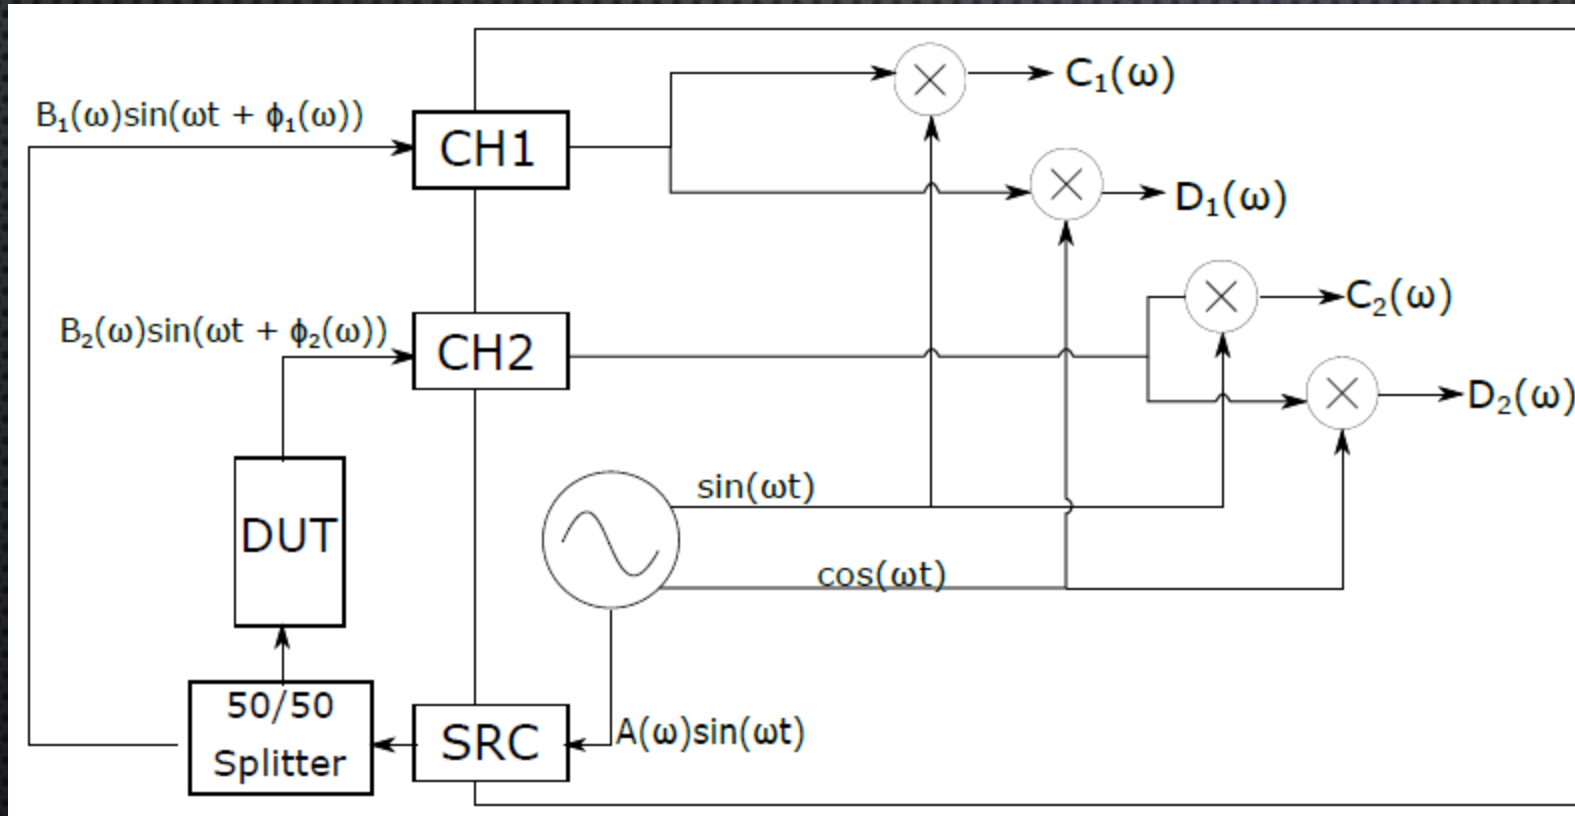 C₁(ω)
B₁(ω)sin(ωt + ϕ₁(ω))
CH1
D₁(ω)
C₂(ω)
B₂(ω)sin(ωt + ϕ₂(ω))
CH2
D₂(ω)
sin(ωt)
DUT
cos(ωt)
50/50
Splitter
SRC
A(ω)sin(ωt)